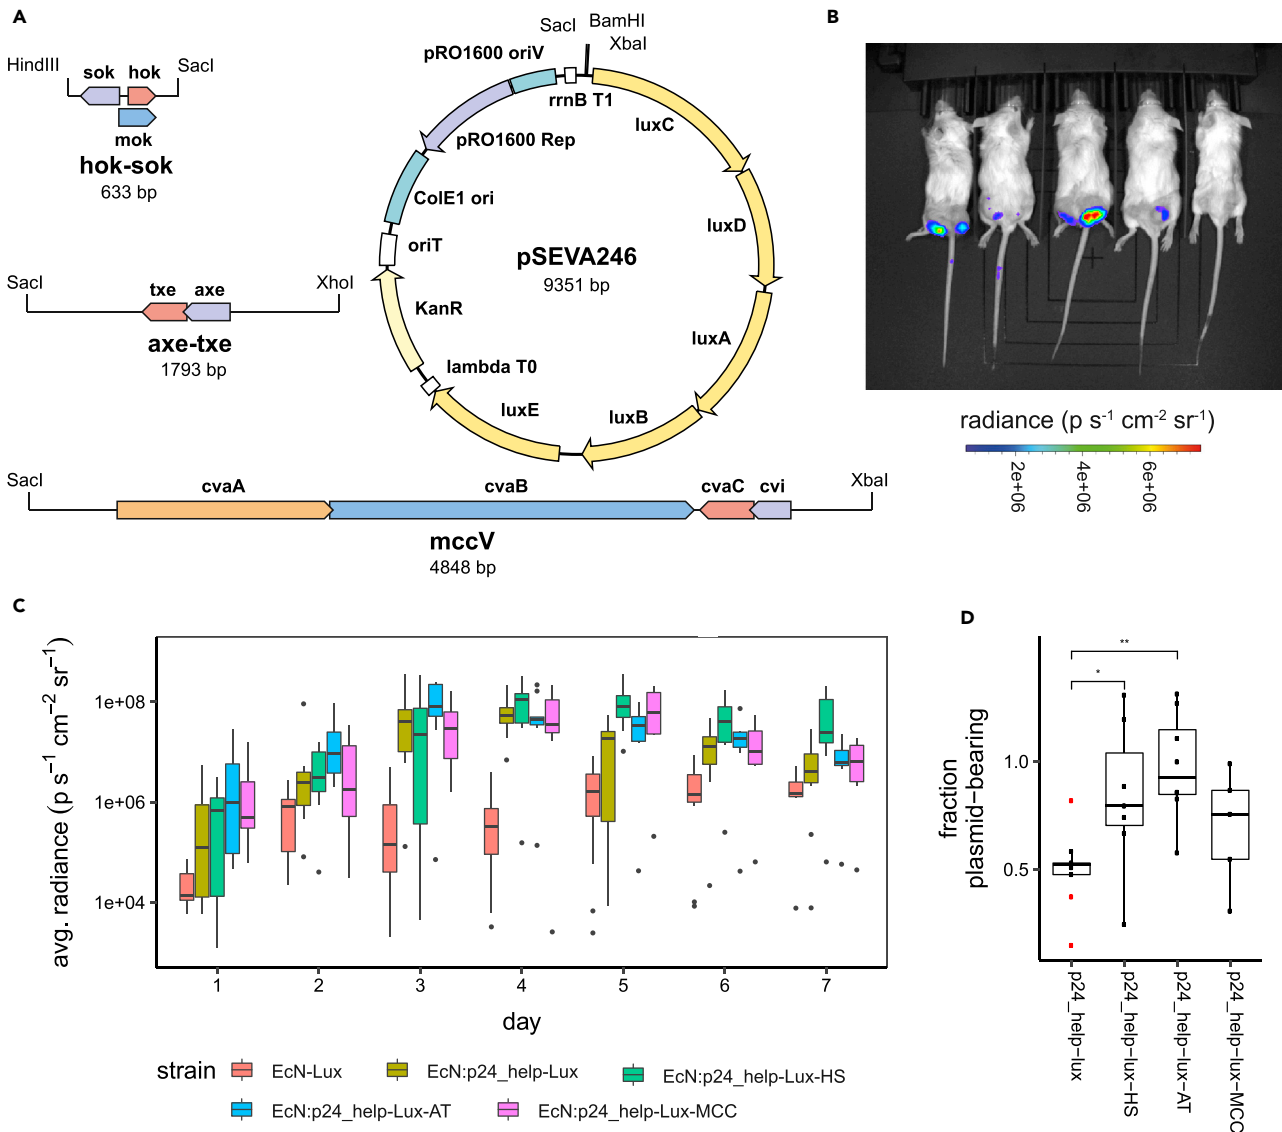 A
HindIII
sok
hok
SacI
mok
hok-sok
633 bp
SacI
txe
axe
XhoI
axe-txe
1793 bp
SacI
BamHI
XbaI
pRO1600 oriV
rrnB T1
luxC
pRO1600 Rep
ColE1 ori
luxD
oriT
pSEVA246
9351 bp
KanR
luxA
lambda T0
luxE
luxB
SacI
cvaA
cvaB
cvaC
cvi
XbaI
mccV
4848 bp
B
radiance (p s⁻¹ cm⁻² sr⁻¹)
2e+06
4e+06
6e+06
C
avg. radiance (p s⁻¹ cm⁻² sr⁻¹)
1e+08
1e+06
1e+04
1 2 3 4 5 6 7
day
strain
EcN-Lux
EcN:p24_help-Lux
EcN:p24_help-Lux-HS
EcN:p24_help-Lux-AT
EcN:p24_help-Lux-MCC
D
fraction
plasmid−bearing
**
*
1.0
0.5
p24_help−lux
p24_help−lux−HS
p24_help−lux−AT
p24_help−lux−MCC